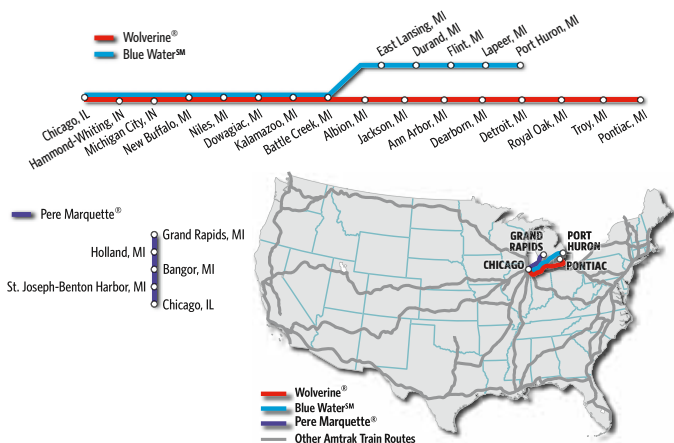 Wolverine®
Blue Water℠
East Lansing, MI
Durand, MI
Flint, MI
Lapeer, MI
Port Huron, MI
Chicago, IL
Hammond-Whiting, IN
Michigan City, IN
New Buffalo, MI
Niles, MI
Dowagiac, MI
Kalamazoo, MI
Battle Creek, MI
Albion, MI
Jackson, MI
Ann Arbor, MI
Dearborn, MI
Detroit, MI
Royal Oak, MI
Troy, MI
Pontiac, MI
Pere Marquette®
Grand Rapids, MI
Holland, MI
Bangor, MI
St. Joseph-Benton Harbor, MI
Chicago, IL
GRAND
RAPIDS
PORT
HURON
CHICAGO
PONTIAC
Wolverine®
Blue Water℠
Pere Marquette®
Other Amtrak Train Routes